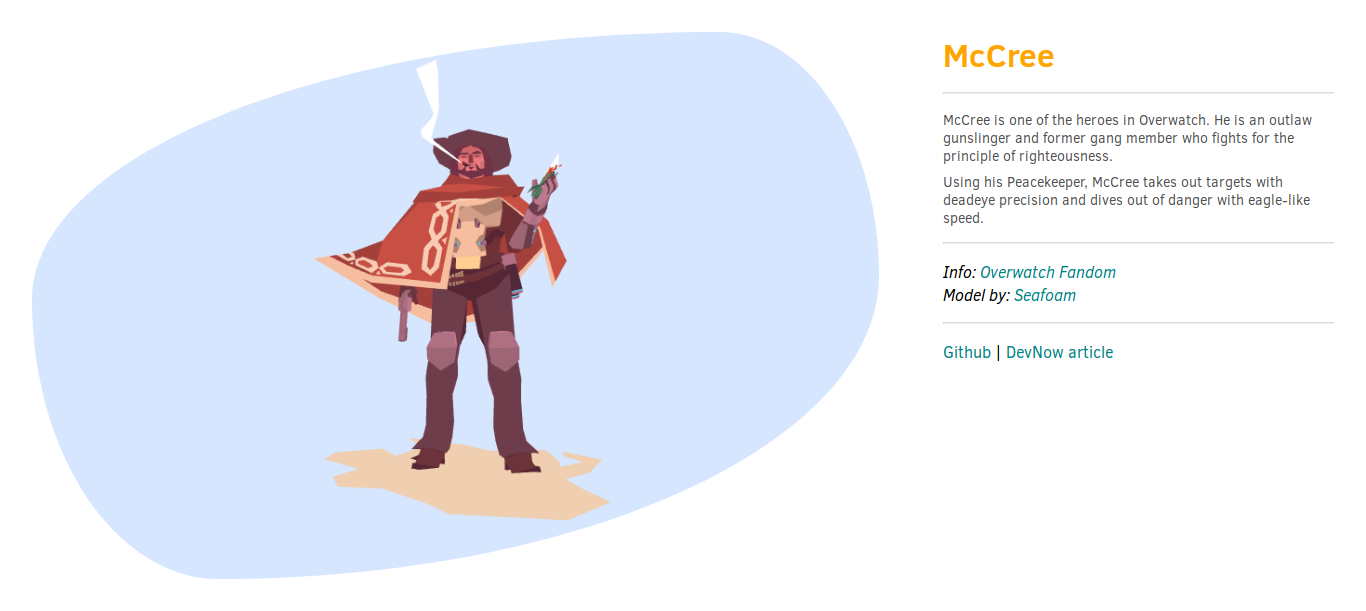 McCree
McCree is one of the heroes in Overwatch. He is an outlaw
gunslinger and former gang member who fights for the
principle of righteousness.
Using his Peacekeeper, McCree takes out targets with
deadeye precision and dives out of danger with eagle-like
speed.
Info: Overwatch Fandom
Model by: Seafoam
Github | DevNow article